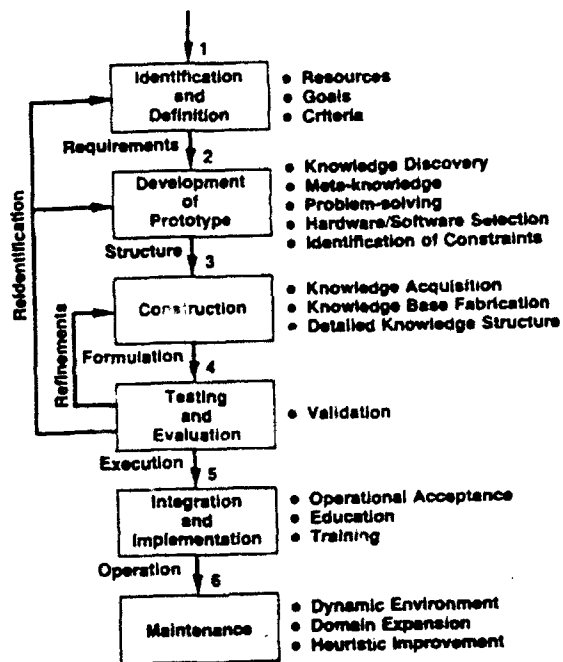 1
Identification
and
Definition
• Resources
• Goals
• Criteria
Requirements
2
Development
of
Prototype
• Knowledge Discovery
• Meta-knowledge
• Problem-solving
• Hardware/Software Selection
• Identification of Constraints
Structure
3
Construction
• Knowledge Acquisition
• Knowledge Base Fabrication
• Detailed Knowledge Structure
Formulation
4
Testing
and
Evaluation
• Validation
Refinements
Reidentification
Execution
5
Integration
and
Implementation
• Operational Acceptance
• Education
• Training
Operation
6
Maintenance
• Dynamic Environment
• Domain Expansion
• Heuristic Improvement